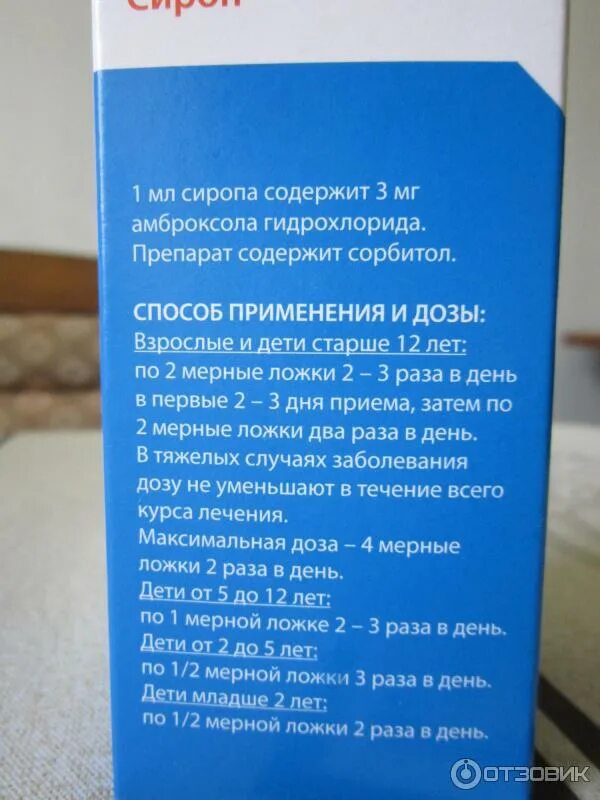 Сироп
1 мл сиропа содержит 3 мг
амброксола гидрохлорида.
Препарат содержит сорбитол.
СПОСОБ ПРИМЕНЕНИЯ И ДОЗЫ:
Взрослые и дети старше 12 лет:
по 2 мерные ложки 2 – 3 раза в день
в первые 2 – 3 дня приема, затем по
2 мерные ложки два раза в день.
В тяжелых случаях заболевания
дозу не уменьшают в течение всего
курса лечения.
Максимальная доза – 4 мерные
ложки 2 раза в день.
Дети от 5 до 12 лет:
по 1 мерной ложке 2 – 3 раза в день.
Дети от 2 до 5 лет:
по 1/2 мерной ложки 3 раза в день.
Дети младше 2 лет:
по 1/2 мерной ложки 2 раза в день.
ОТЗОВИК